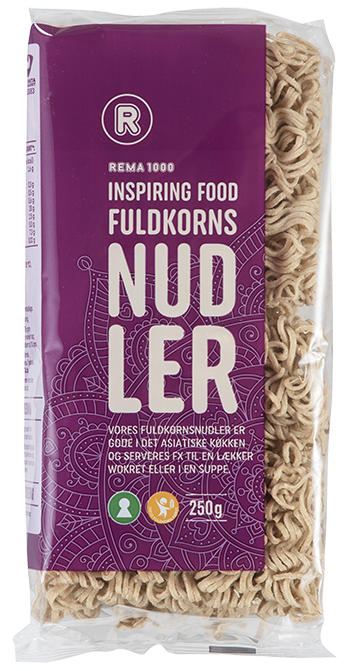 R
REMA 1000
INSPIRING FOOD
FULDKORNS
NUD
LER
VORES FULDKORNSNUDLER ER
GODE I DET ASIATISKE KØKKEN
OG SERVERES FX TIL EN LÆKKER
WOKRET ELLER I EN SUPPE.
250g